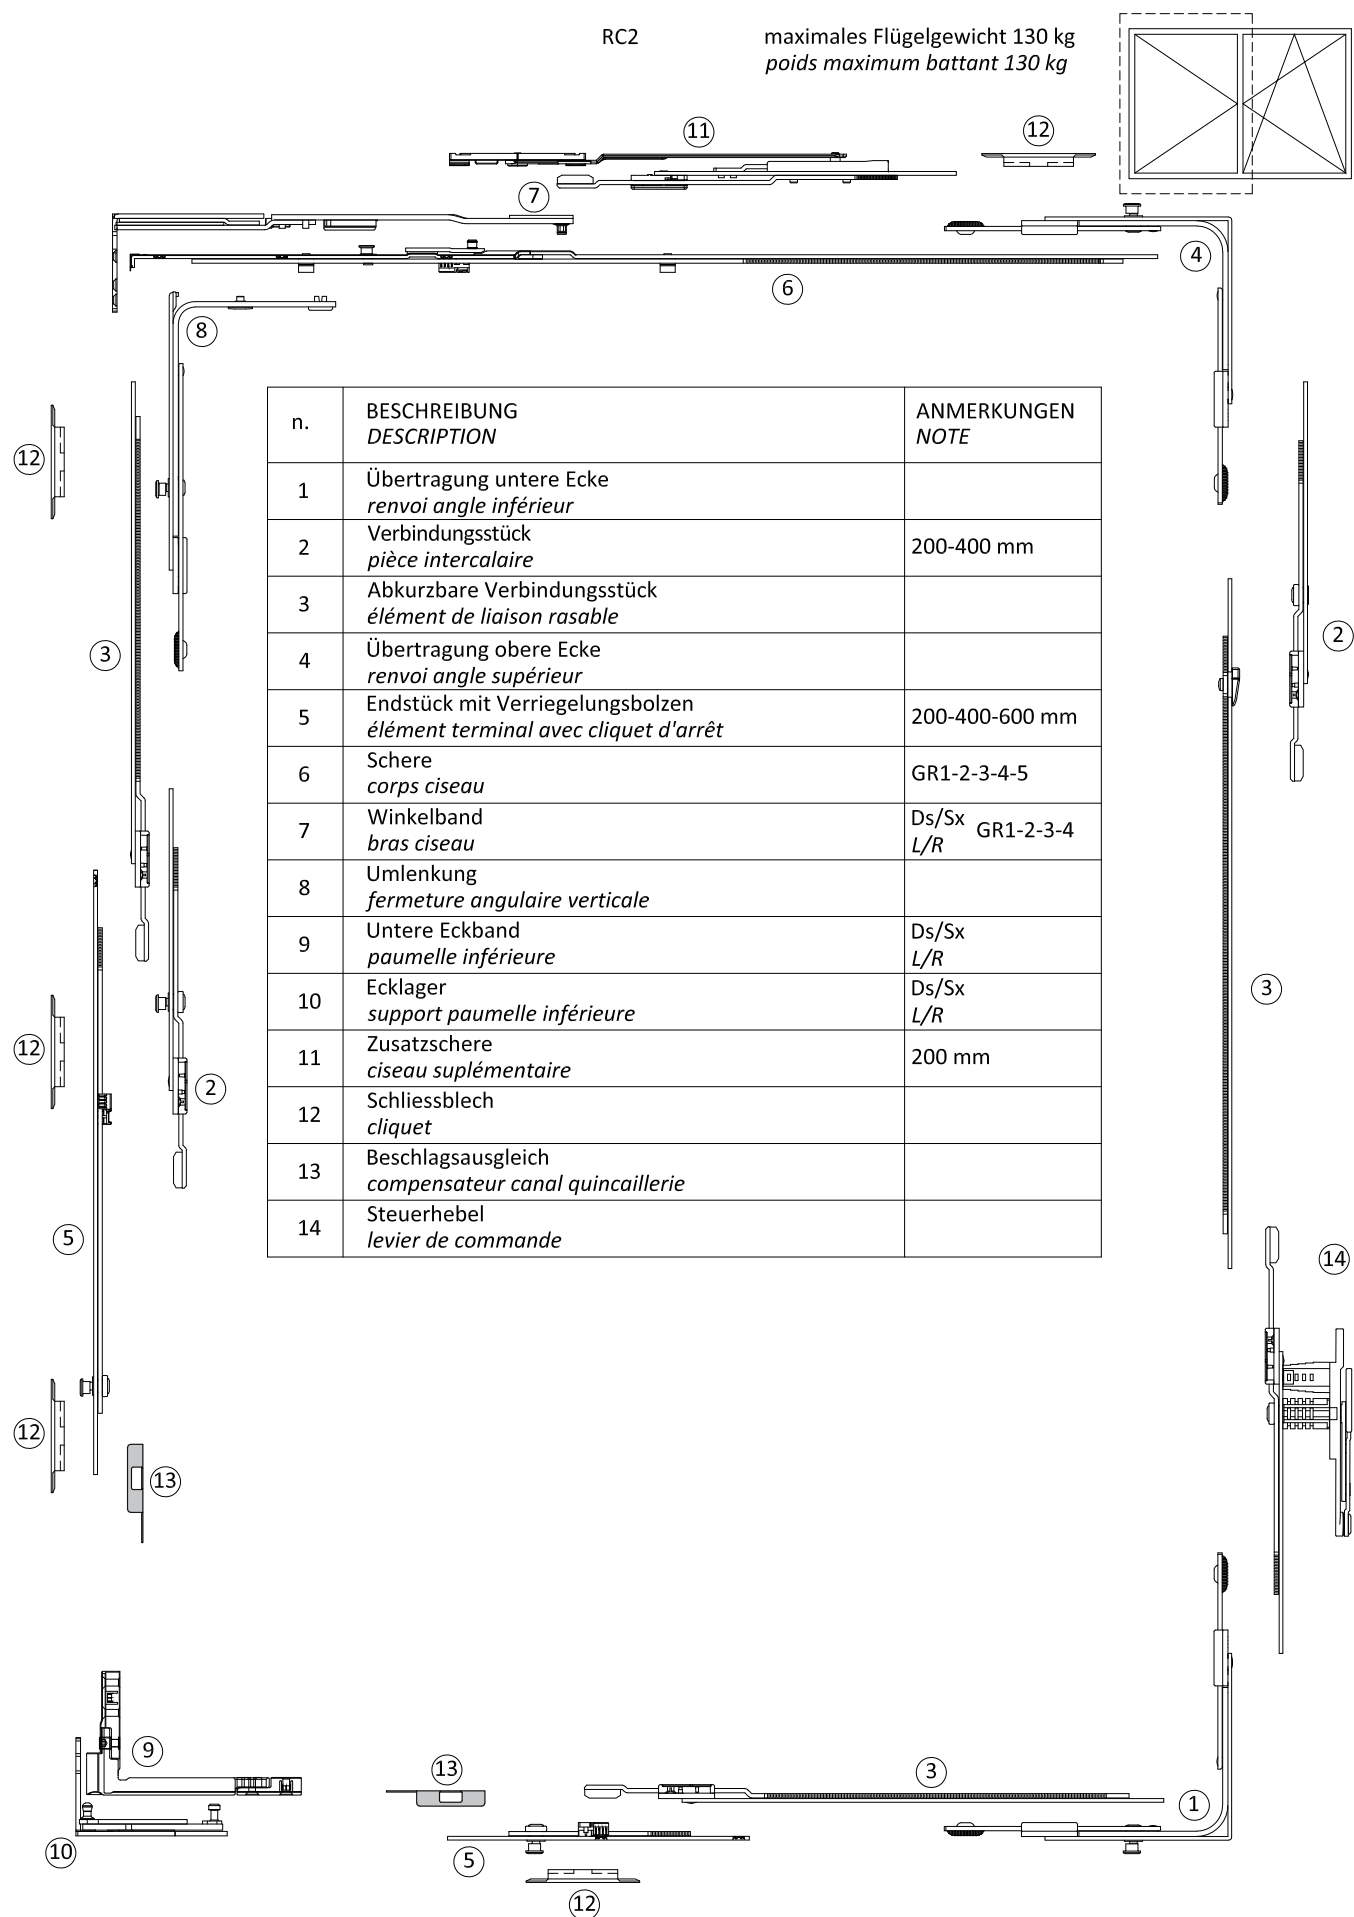 RC2
maximales Flügelgewicht 130 kg
poids maximum battant 130 kg
11
12
7
4
6
8
12
3
2
n.
BESCHREIBUNG
DESCRIPTION
ANMERKUNGEN
NOTE
1
Übertragung untere Ecke
renvoi angle inférieur
2
Verbindungsstück
pièce intercalaire
200-400 mm
3
Abkurzbare Verbindungsstück
élément de liaison rasable
4
Übertragung obere Ecke
renvoi angle supérieur
5
Endstück mit Verriegelungsbolzen
élément terminal avec cliquet d'arrêt
200-400-600 mm
6
Schere
corps ciseau
GR1-2-3-4-5
7
Winkelband
bras ciseau
Ds/Sx GR1-2-3-4
L/R
8
Umlenkung
fermeture angulaire verticale
9
Untere Eckband
paumelle inférieure
Ds/Sx
L/R
10
Ecklager
support paumelle inférieure
Ds/Sx
L/R
11
Zusatzschere
ciseau suplémentaire
200 mm
12
Schliessblech
cliquet
13
Beschlagsausgleich
compensateur canal quincaillerie
14
Steuerhebel
levier de commande
3
12
2
5
14
12
13
9
13
3
1
10
5
12